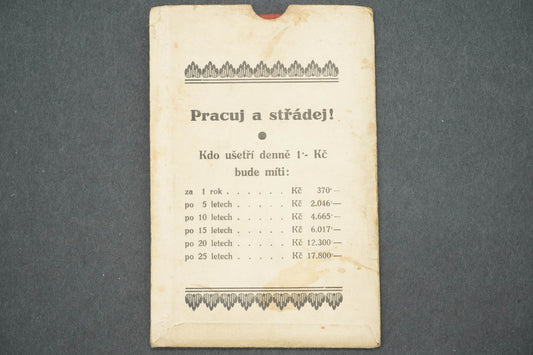 Pracuj a střádej!
Kdo ušetří denně 1·- Kč
bude míti:
za 1 rok . . . . . . Kč 370·—
po 5 letech . . . . . Kč 2.046·—
po 10 letech . . . . . Kč 4.665·—
po 15 letech . . . . . Kč 6.017·—
po 20 letech . . . . . Kč 12.300·—
po 25 letech . . . . . Kč 17.800·—